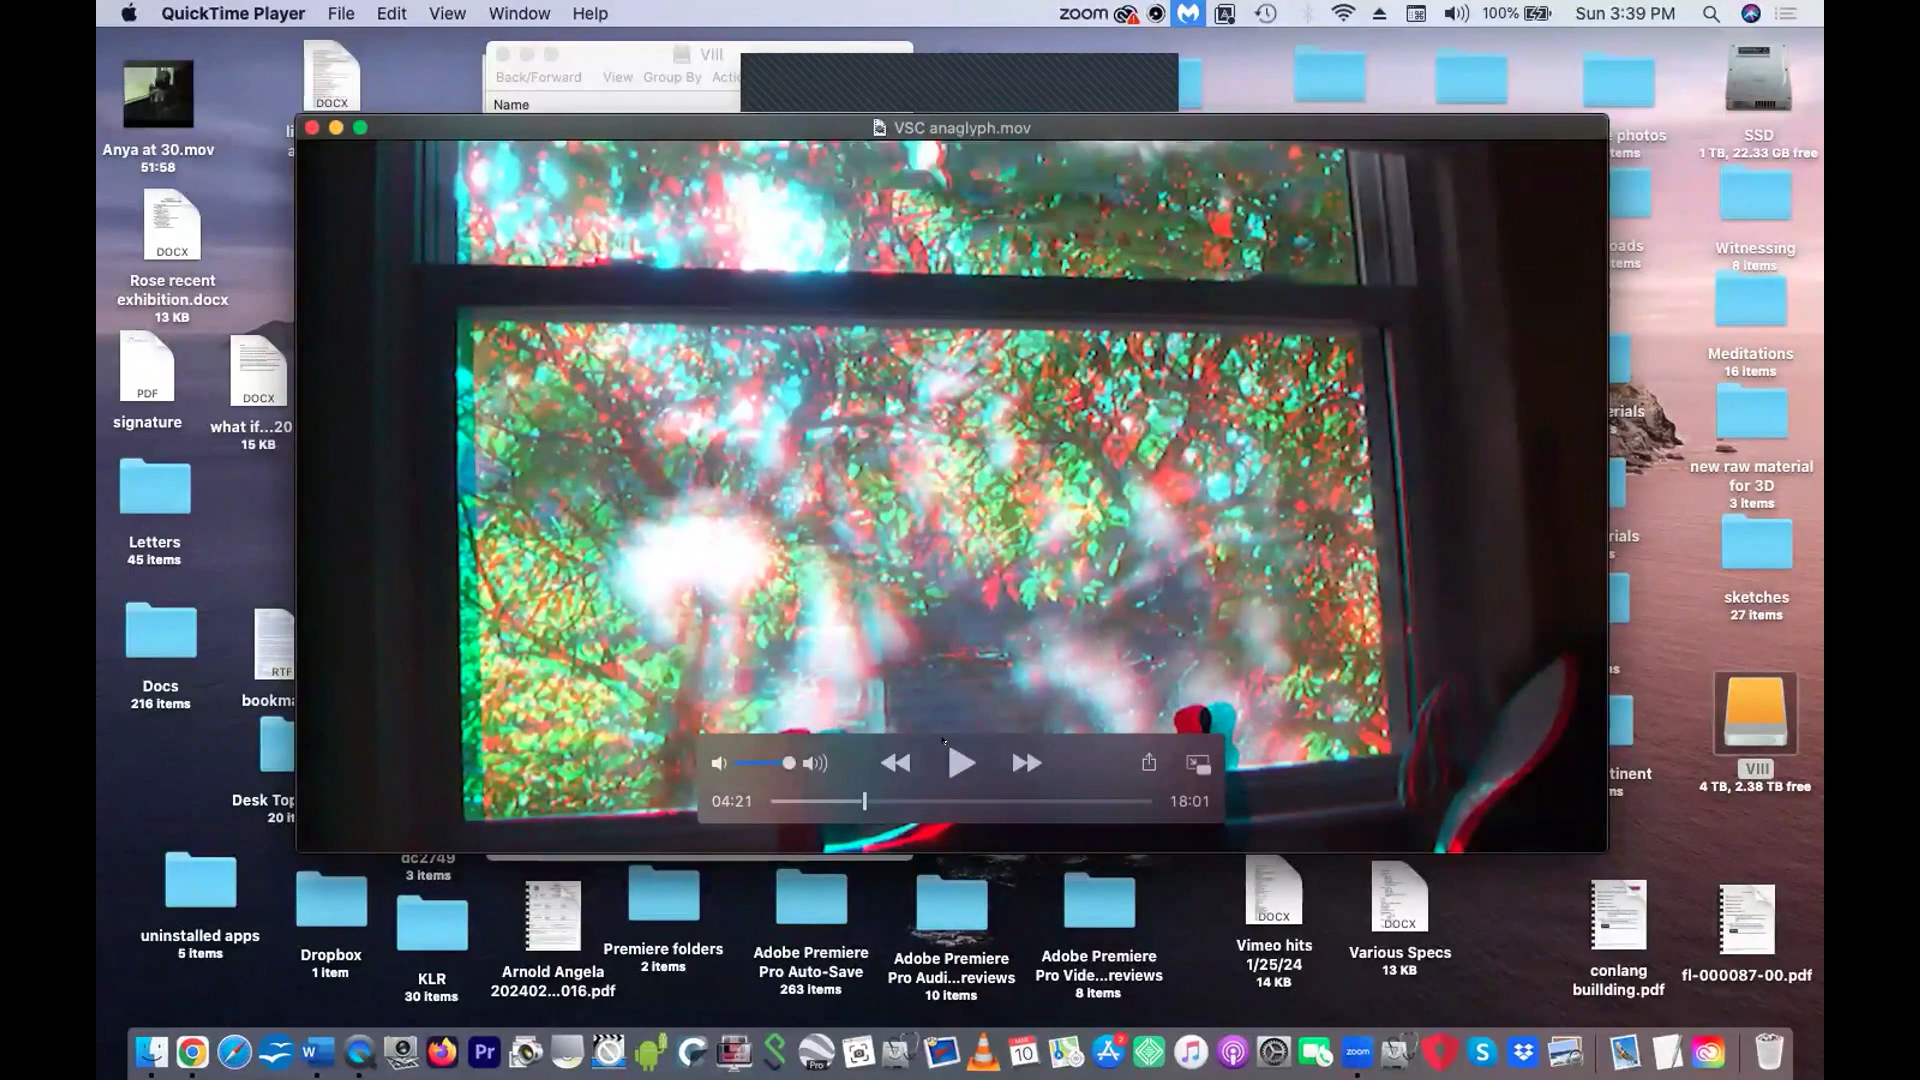 QuickTime Player File Edit View Window Help zoom 100% Sun 3:39 PM
VIII
Back/Forward View Group By
Name
DOCX
VSC anaglyph.mov
Anya at 30.mov
51:58
photos
SSD
1 TB, 22.33 GB free
DOCX
Rose recent
exhibition.docx
13 KB
Witnessing
8 items
PDF
signature
DOCX
what if...20
15 KB
Meditations
16 items
new raw material
for 3D
3 items
Letters
45 items
sketches
27 items
Docs
216 items
RTF
Desk Top
04:21 18:01
VIII
4 TB, 2.38 TB free
dc2749
3 items
uninstalled apps
5 items
Dropbox
1 item
KLR
30 items
Arnold Angela
202402...016.pdf
Premiere folders
2 items
Adobe Premiere
Pro Auto-Save
263 items
Adobe Premiere
Pro Audi...reviews
10 items
Adobe Premiere
Pro Vide...reviews
8 items
DOCX
Vimeo hits
1/25/24
14 KB
DOCX
Various Specs
13 KB
conlang
buillding.pdf
fl-000087-00.pdf
W Pr Pro 10 zoom S